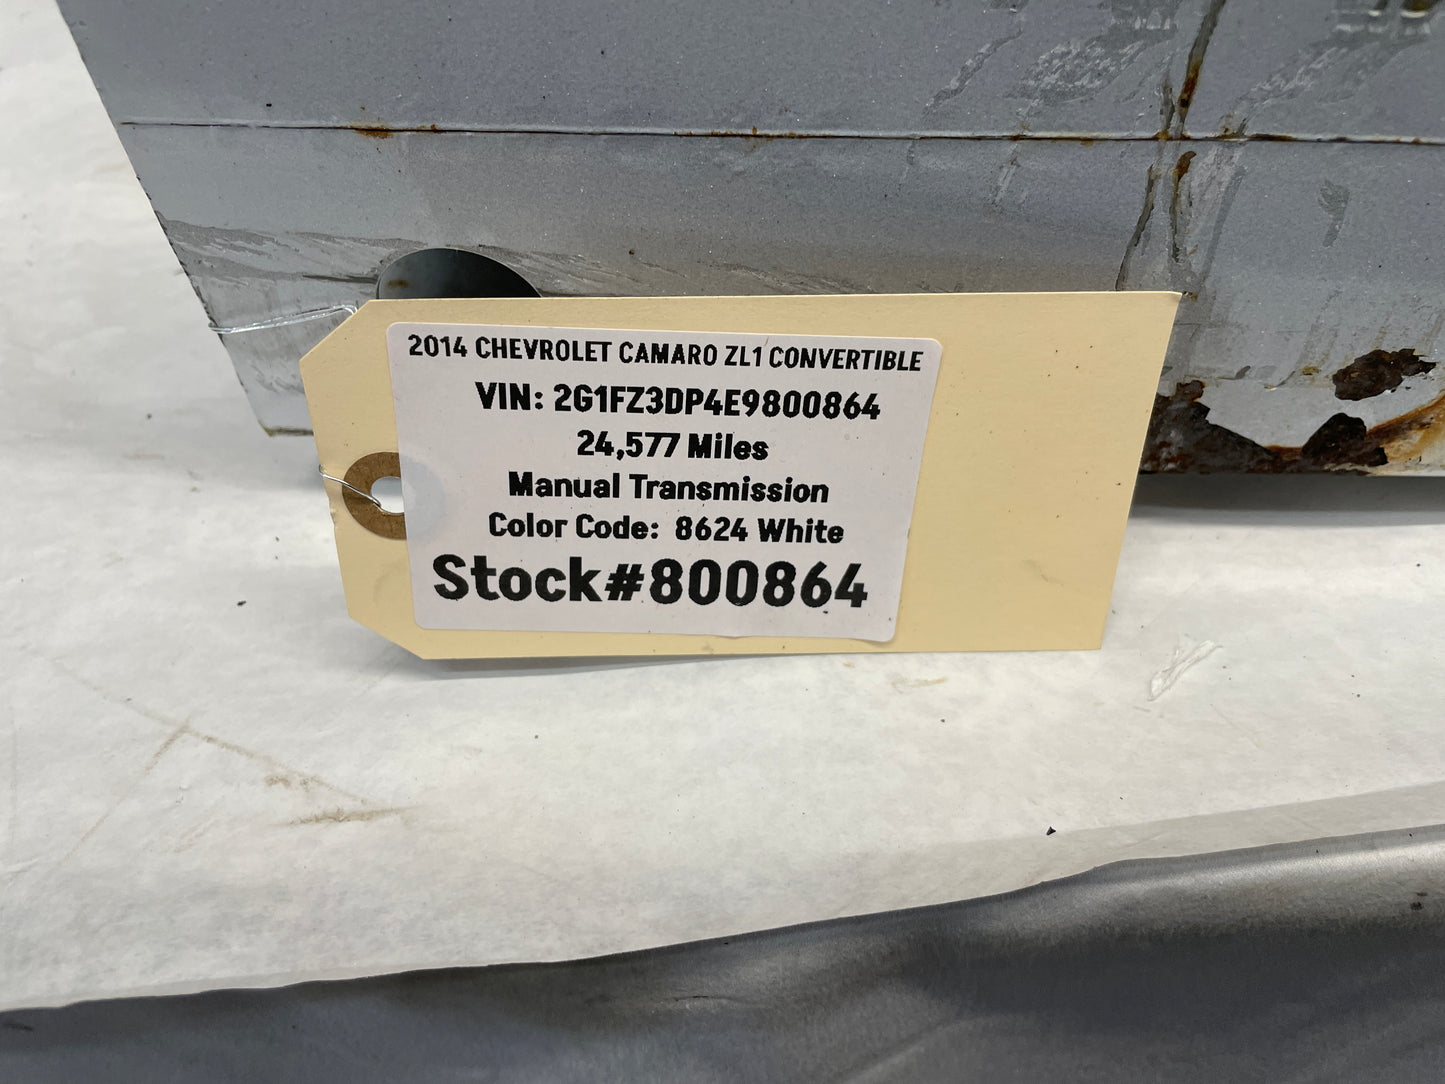 2014 CHEVROLET CAMARO ZL1 CONVERTIBLE
VIN: 2G1FZ3DP4E9800864
24,577 Miles
Manual Transmission
Color Code: 8624 White
Stock#800864